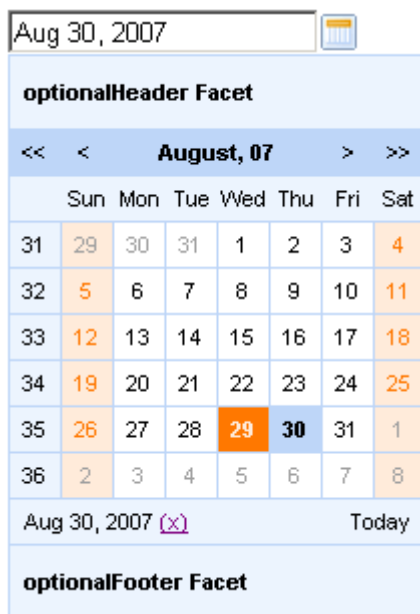 Aug 30, 2007
optionalHeader Facet
<< < August, 07 > >>
Sun Mon Tue Wed Thu Fri Sat
31 29 30 31 1 2 3 4
32 5 6 7 8 9 10 11
33 12 13 14 15 16 17 18
34 19 20 21 22 23 24 25
35 26 27 28 29 30 31 1
36 2 3 4 5 6 7 8
Aug 30, 2007 (x) Today
optionalFooter Facet